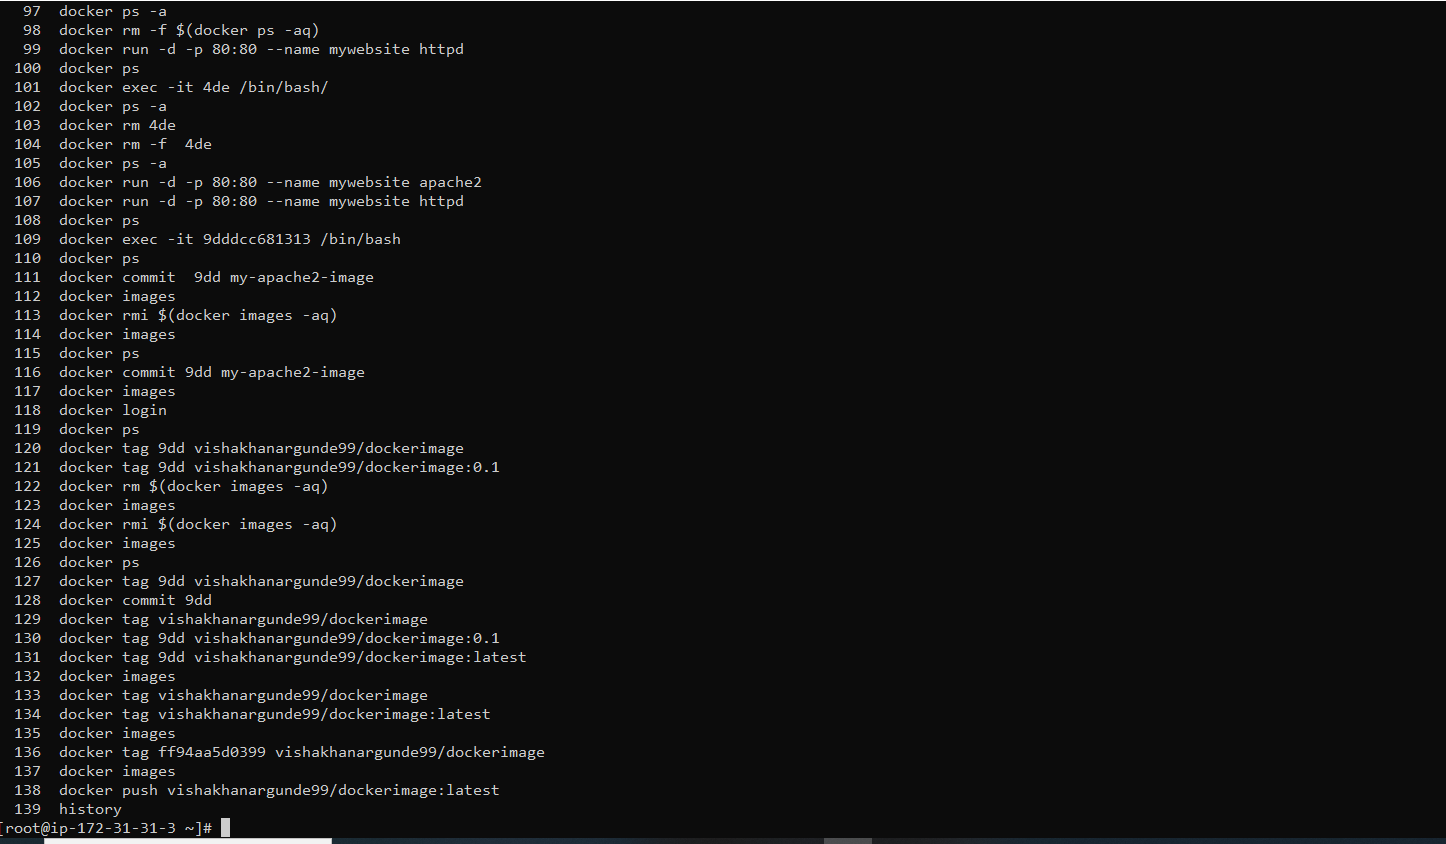 97  docker ps -a
98  docker rm -f $(docker ps -aq)
99  docker run -d -p 80:80 --name mywebsite httpd
100  docker ps
101  docker exec -it 4de /bin/bash/
102  docker ps -a
103  docker rm 4de
104  docker rm -f  4de
105  docker ps -a
106  docker run -d -p 80:80 --name mywebsite apache2
107  docker run -d -p 80:80 --name mywebsite httpd
108  docker ps
109  docker exec -it 9dddcc681313 /bin/bash
110  docker ps
111  docker commit  9dd my-apache2-image
112  docker images
113  docker rmi $(docker images -aq)
114  docker images
115  docker ps
116  docker commit 9dd my-apache2-image
117  docker images
118  docker login
119  docker ps
120  docker tag 9dd vishakhanargunde99/dockerimage
121  docker tag 9dd vishakhanargunde99/dockerimage:0.1
122  docker rm $(docker images -aq)
123  docker images
124  docker rmi $(docker images -aq)
125  docker images
126  docker ps
127  docker tag 9dd vishakhanargunde99/dockerimage
128  docker commit 9dd
129  docker tag vishakhanargunde99/dockerimage
130  docker tag 9dd vishakhanargunde99/dockerimage:0.1
131  docker tag 9dd vishakhanargunde99/dockerimage:latest
132  docker images
133  docker tag vishakhanargunde99/dockerimage
134  docker tag vishakhanargunde99/dockerimage:latest
135  docker images
136  docker tag ff94aa5d0399 vishakhanargunde99/dockerimage
137  docker images
138  docker push vishakhanargunde99/dockerimage:latest
139  history
[root@ip-172-31-31-3 ~]#